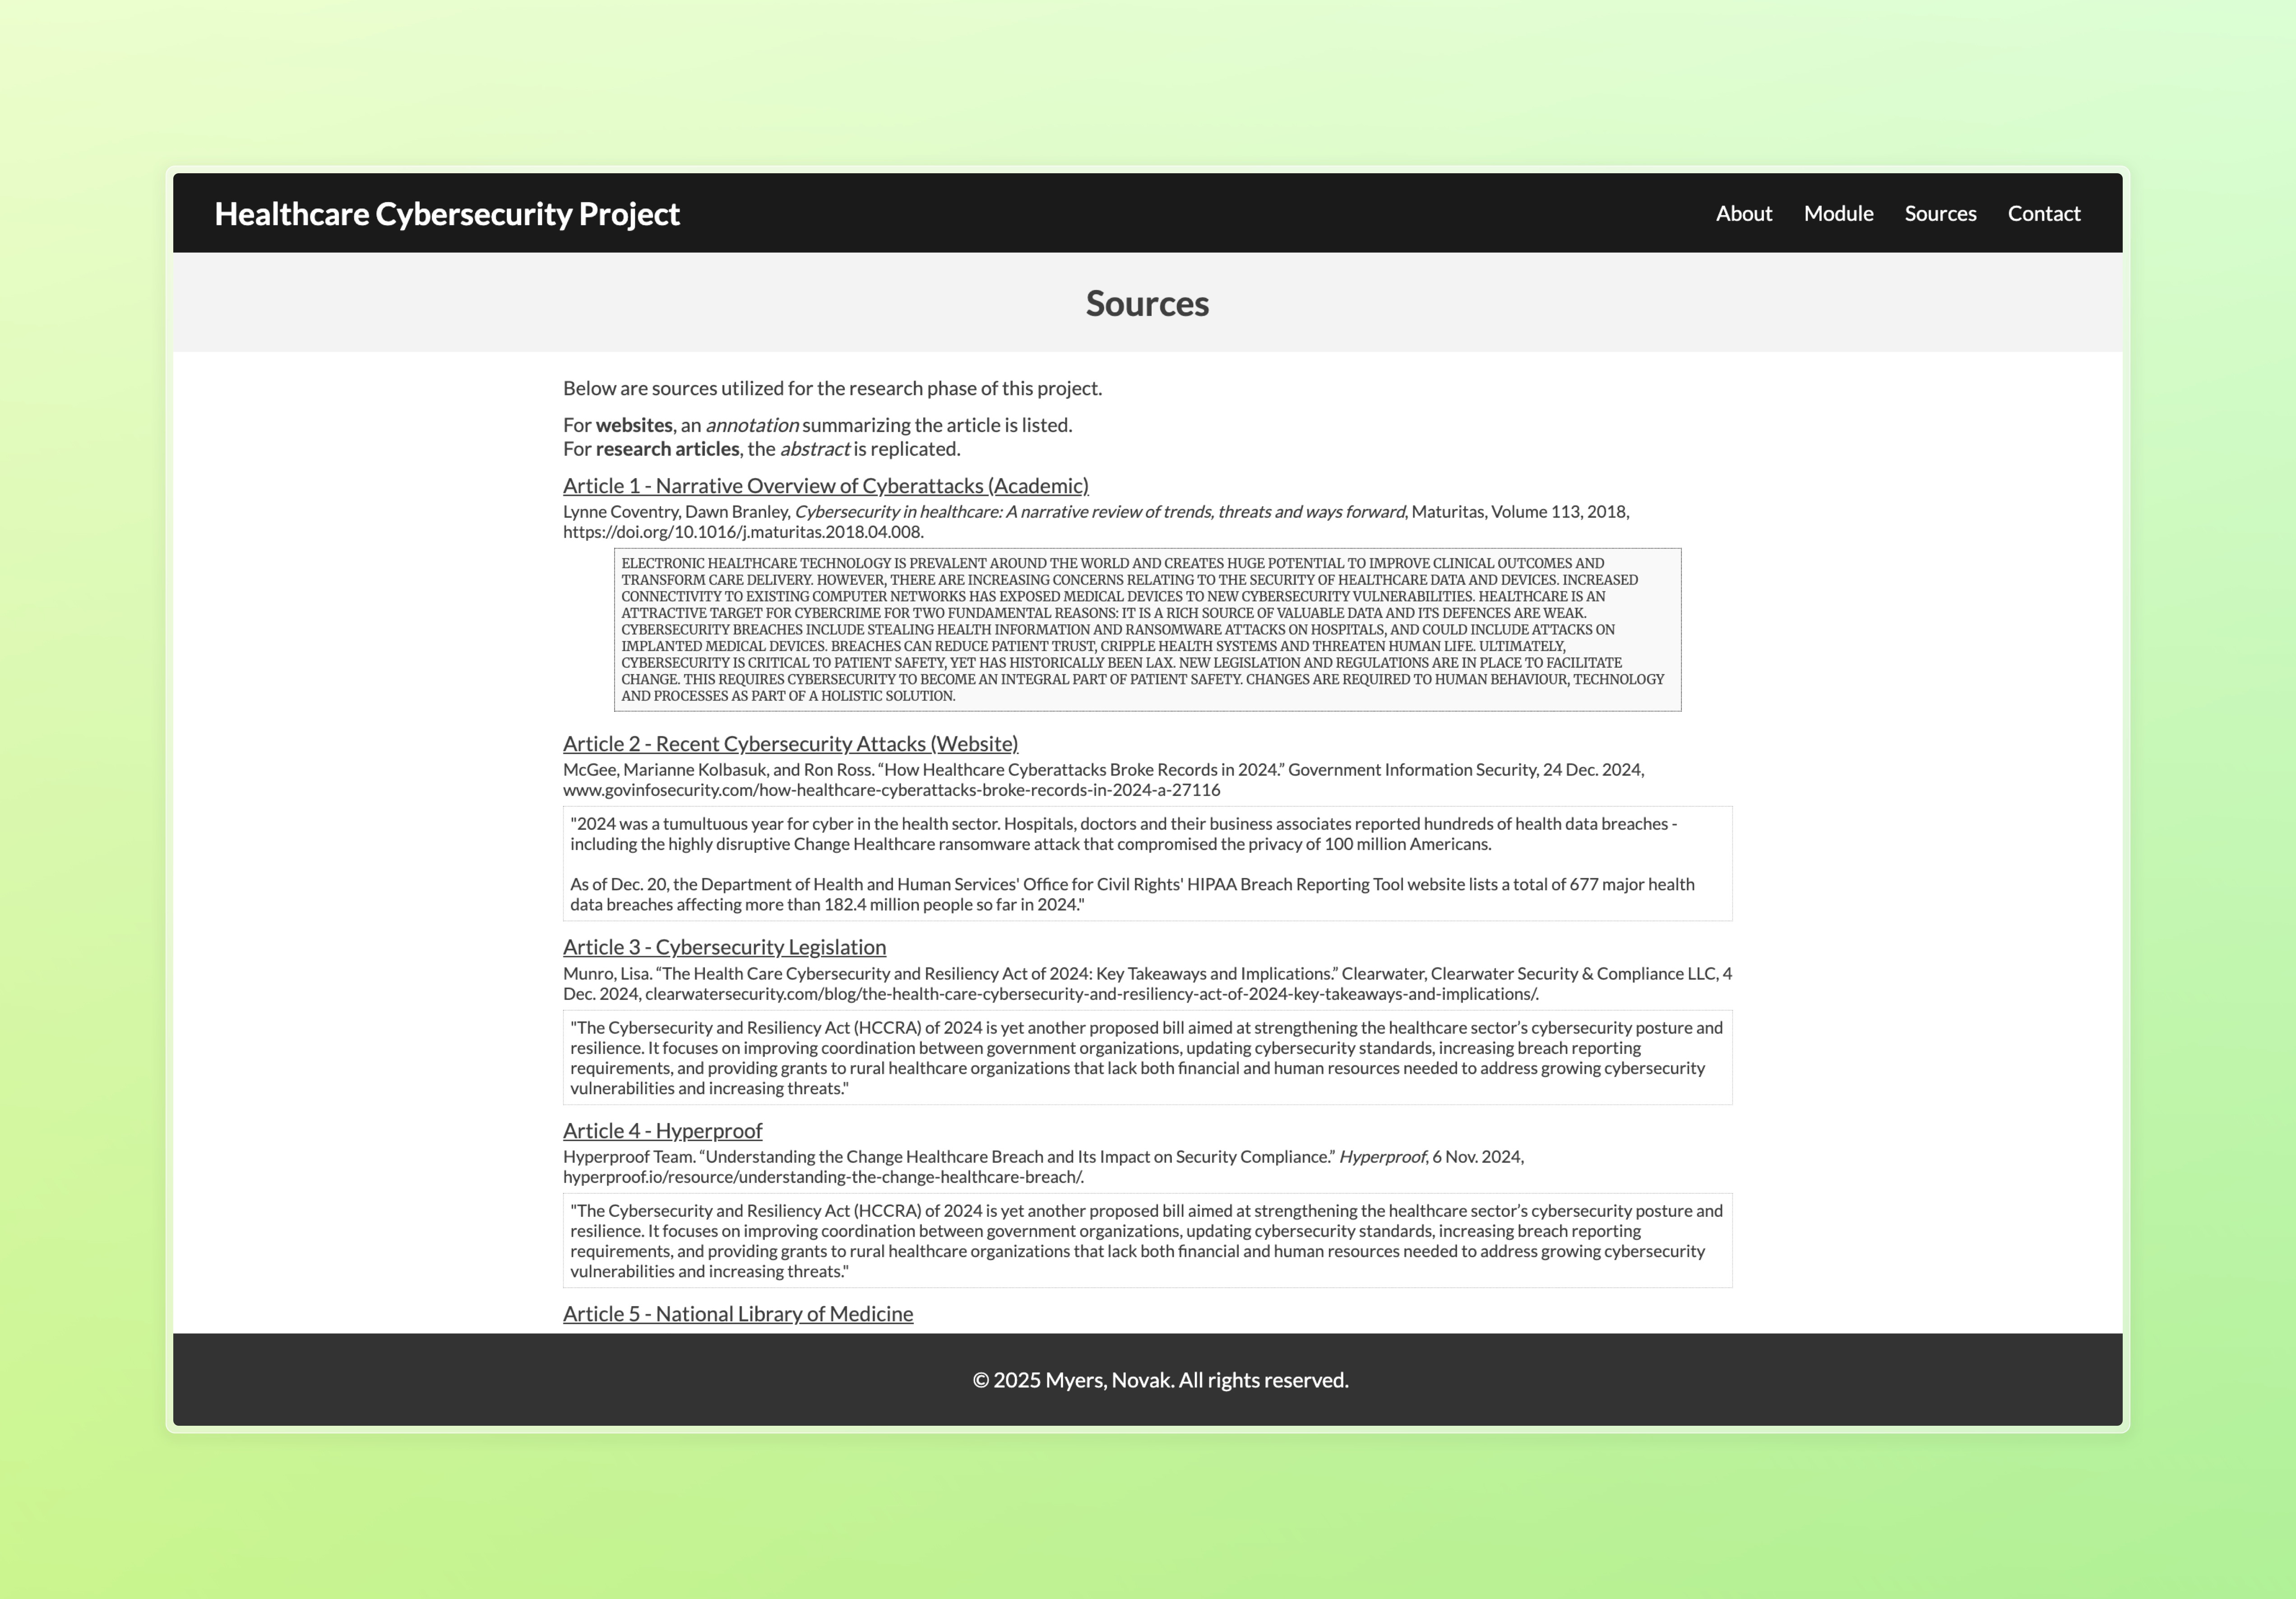 Healthcare Cybersecurity Project
About Module Sources Contact
Sources
Below are sources utilized for the research phase of this project.
For websites, an annotation summarizing the article is listed.
For research articles, the abstract is replicated.
Article 1 - Narrative Overview of Cyberattacks (Academic)
Lynne Coventry, Dawn Branley, Cybersecurity in healthcare: A narrative review of trends, threats and ways forward, Maturitas, Volume 113, 2018,
https://doi.org/10.1016/j.maturitas.2018.04.008.
ELECTRONIC HEALTHCARE TECHNOLOGY IS PREVALENT AROUND THE WORLD AND CREATES HUGE POTENTIAL TO IMPROVE CLINICAL OUTCOMES AND
TRANSFORM CARE DELIVERY. HOWEVER, THERE ARE INCREASING CONCERNS RELATING TO THE SECURITY OF HEALTHCARE DATA AND DEVICES. INCREASED
CONNECTIVITY TO EXISTING COMPUTER NETWORKS HAS EXPOSED MEDICAL DEVICES TO NEW CYBERSECURITY VULNERABILITIES. HEALTHCARE IS AN
ATTRACTIVE TARGET FOR CYBERCRIME FOR TWO FUNDAMENTAL REASONS: IT IS A RICH SOURCE OF VALUABLE DATA AND ITS DEFENCES ARE WEAK.
CYBERSECURITY BREACHES INCLUDE STEALING HEALTH INFORMATION AND RANSOMWARE ATTACKS ON HOSPITALS, AND COULD INCLUDE ATTACKS ON
IMPLANTED MEDICAL DEVICES. BREACHES CAN REDUCE PATIENT TRUST, CRIPPLE HEALTH SYSTEMS AND THREATEN HUMAN LIFE. ULTIMATELY,
CYBERSECURITY IS CRITICAL TO PATIENT SAFETY, YET HAS HISTORICALLY BEEN LAX. NEW LEGISLATION AND REGULATIONS ARE IN PLACE TO FACILITATE
CHANGE. THIS REQUIRES CYBERSECURITY TO BECOME AN INTEGRAL PART OF PATIENT SAFETY. CHANGES ARE REQUIRED TO HUMAN BEHAVIOUR, TECHNOLOGY
AND PROCESSES AS PART OF A HOLISTIC SOLUTION.
Article 2 - Recent Cybersecurity Attacks (Website)
McGee, Marianne Kolbasuk, and Ron Ross. “How Healthcare Cyberattacks Broke Records in 2024.” Government Information Security, 24 Dec. 2024,
www.govinfosecurity.com/how-healthcare-cyberattacks-broke-records-in-2024-a-27116
"2024 was a tumultuous year for cyber in the health sector. Hospitals, doctors and their business associates reported hundreds of health data breaches -
including the highly disruptive Change Healthcare ransomware attack that compromised the privacy of 100 million Americans.
As of Dec. 20, the Department of Health and Human Services' Office for Civil Rights' HIPAA Breach Reporting Tool website lists a total of 677 major health
data breaches affecting more than 182.4 million people so far in 2024."
Article 3 - Cybersecurity Legislation
Munro, Lisa. “The Health Care Cybersecurity and Resiliency Act of 2024: Key Takeaways and Implications.” Clearwater, Clearwater Security & Compliance LLC, 4
Dec. 2024, clearwatersecurity.com/blog/the-health-care-cybersecurity-and-resiliency-act-of-2024-key-takeaways-and-implications/.
"The Cybersecurity and Resiliency Act (HCCRA) of 2024 is yet another proposed bill aimed at strengthening the healthcare sector’s cybersecurity posture and
resilience. It focuses on improving coordination between government organizations, updating cybersecurity standards, increasing breach reporting
requirements, and providing grants to rural healthcare organizations that lack both financial and human resources needed to address growing cybersecurity
vulnerabilities and increasing threats."
Article 4 - Hyperproof
Hyperproof Team. “Understanding the Change Healthcare Breach and Its Impact on Security Compliance.” Hyperproof, 6 Nov. 2024,
hyperproof.io/resource/understanding-the-change-healthcare-breach/.
"The Cybersecurity and Resiliency Act (HCCRA) of 2024 is yet another proposed bill aimed at strengthening the healthcare sector’s cybersecurity posture and
resilience. It focuses on improving coordination between government organizations, updating cybersecurity standards, increasing breach reporting
requirements, and providing grants to rural healthcare organizations that lack both financial and human resources needed to address growing cybersecurity
vulnerabilities and increasing threats."
Article 5 - National Library of Medicine
© 2025 Myers, Novak. All rights reserved.